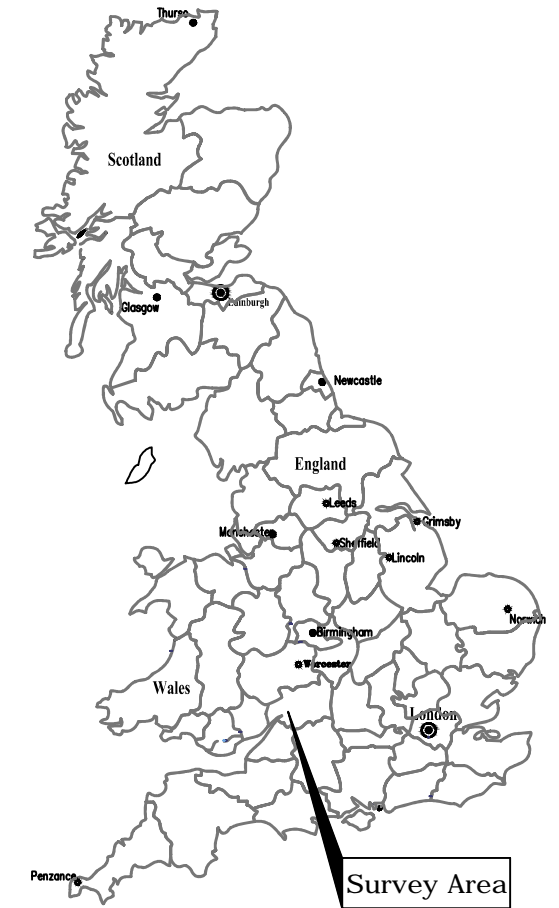 Thurso
Scotland
Edinburgh
Glasgow
Newcastle
England
Leeds
Grimsby
Manchester
Sheffield
Lincoln
Norwich
Birmingham
Worcester
Wales
London
Penzance
Survey Area